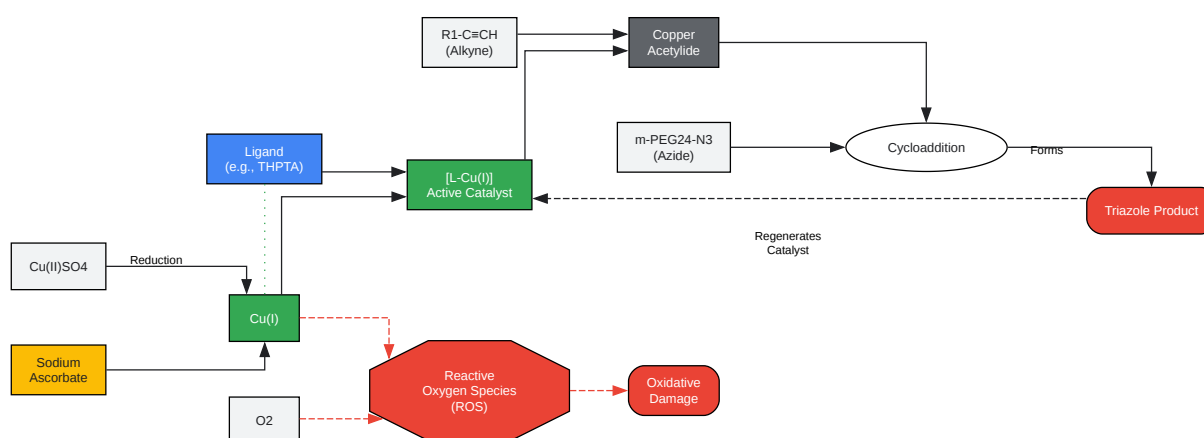 R1-C≡CH
(Alkyne)
Copper
Acetylide
m-PEG24-N3
(Azide)
Cycloaddition
Forms
Ligand
(e.g., THPTA)
[L-Cu(I)]
Active Catalyst
Triazole Product
Regenerates
Catalyst
Cu(II)SO4
Reduction
Cu(I)
Sodium
Ascorbate
Reactive
Oxygen Species
(ROS)
Oxidative
Damage
O2